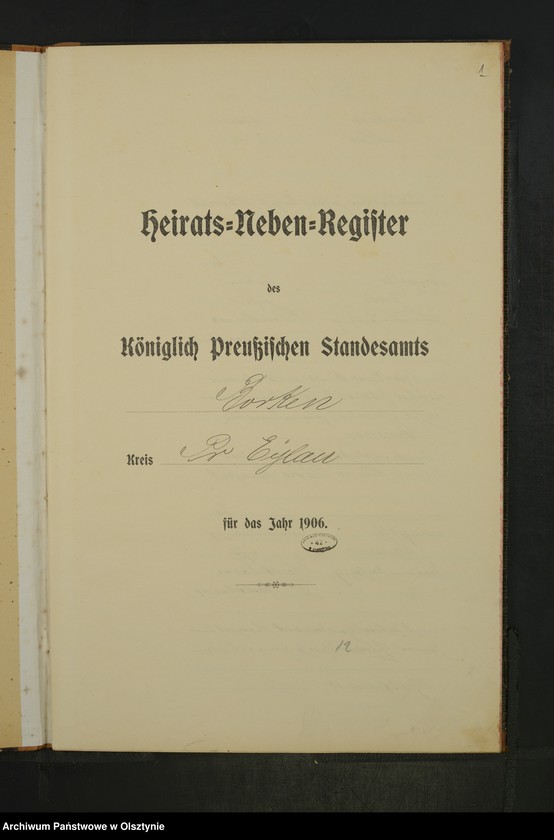 1
Heirats=Neben=Register
des
Königlich Preußischen Standesamts
Borken
Kreis Pr Eylau
für das Jahr 1906.
12
Archiwum Państwowe w Olsztynie